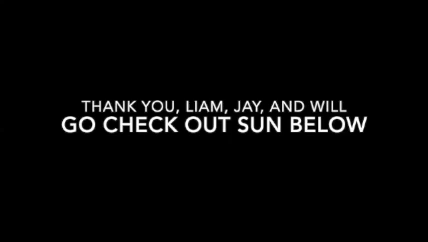 THANK YOU, LIAM, JAY, AND WILL
GO CHECK OUT SUN BELOW